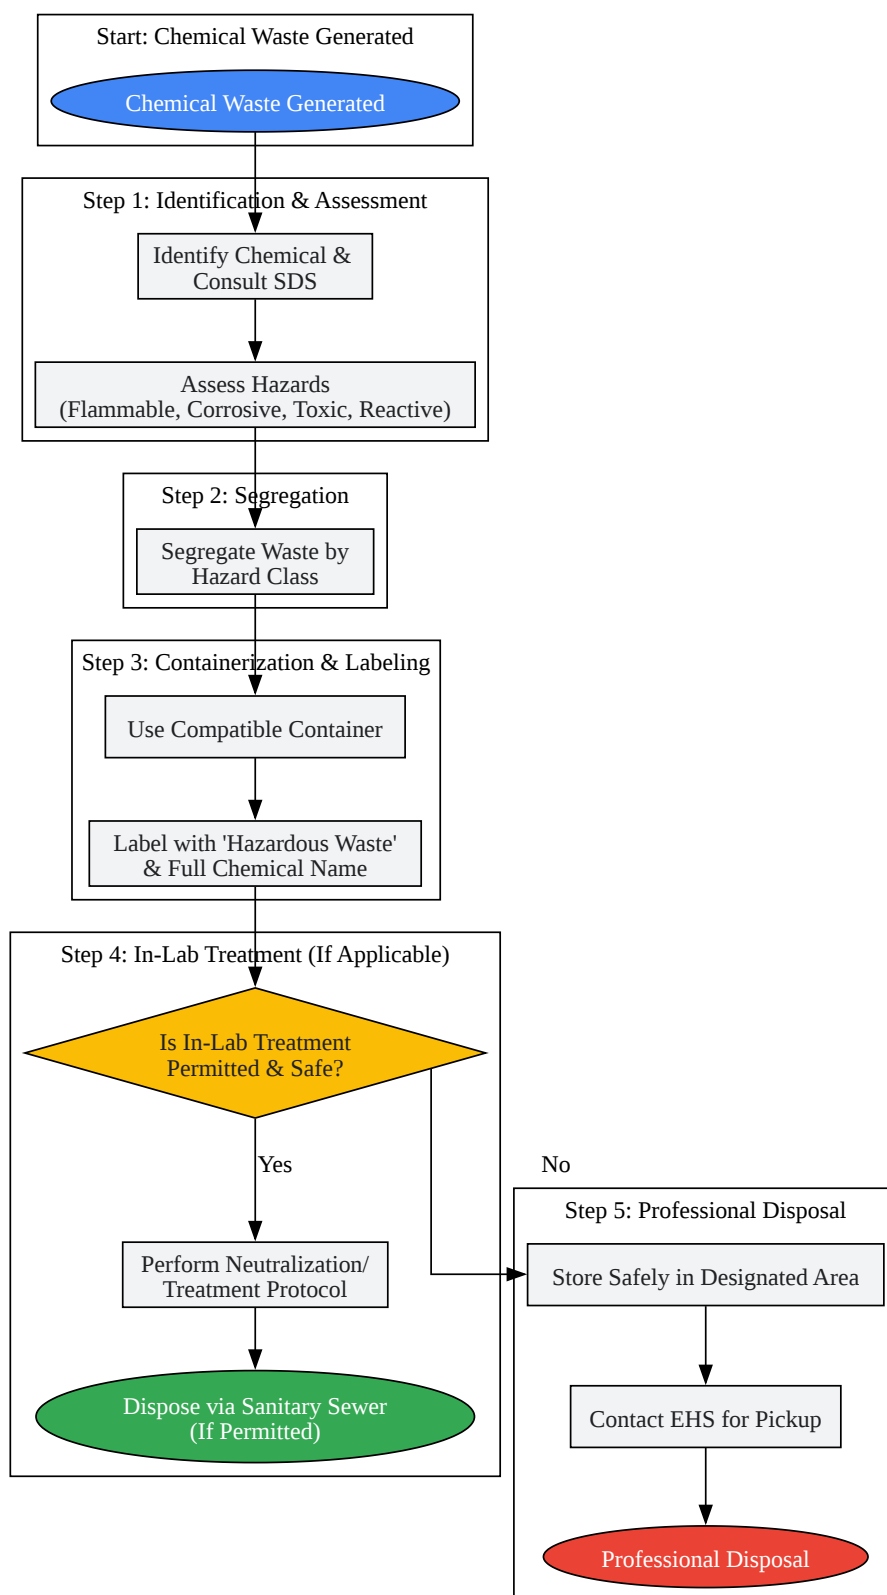 Start: Chemical Waste Generated
Chemical Waste Generated
Step 1: Identification & Assessment
Identify Chemical &
Consult SDS
Assess Hazards
(Flammable, Corrosive, Toxic, Reactive)
Step 2: Segregation
Segregate Waste by
Hazard Class
Step 3: Containerization & Labeling
Use Compatible Container
Label with 'Hazardous Waste'
& Full Chemical Name
Step 4: In-Lab Treatment (If Applicable)
Is In-Lab Treatment
Permitted & Safe?
Yes
No
Perform Neutralization/
Treatment Protocol
Dispose via Sanitary Sewer
(If Permitted)
Step 5: Professional Disposal
Store Safely in Designated Area
Contact EHS for Pickup
Professional Disposal